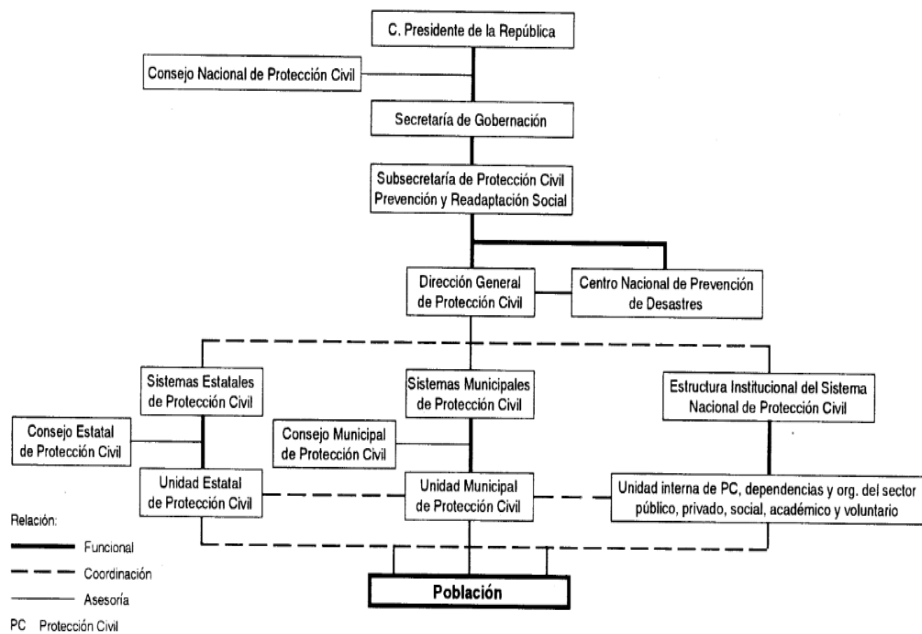 C. Presidente de la República
Consejo Nacional de Protección Civil
Secretaría de Gobernación
Subsecretaría de Protección Civil
Prevención y Readaptación Social
Dirección General
de Protección Civil
Centro Nacional de Prevención
de Desastres
Sistemas Estatales
de Protección Civil
Sistemas Municipales
de Protección Civil
Estructura Institucional del Sistema
Nacional de Protección Civil
Consejo Estatal
de Protección Civil
Consejo Municipal
de Protección Civil
Unidad Estatal
de Protección Civil
Unidad Municipal
de Protección Civil
Unidad interna de PC, dependencias y org. del sector
público, privado, social, académico y voluntario
Relación:
Funcional
Coordinación
Asesoría
PC Protección Civil
Población